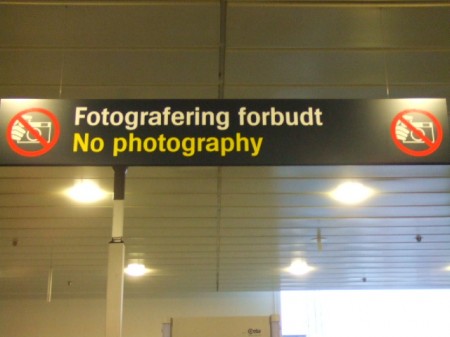 Fotografering forbudt
No photography